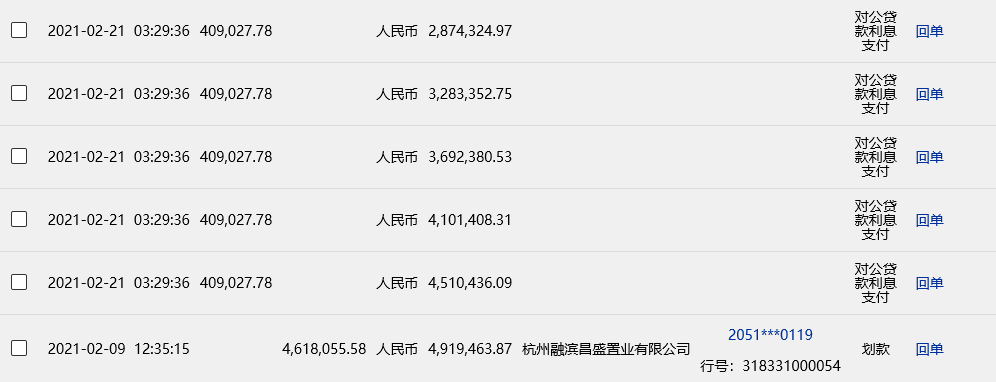 对公贷
2021-02-21 03:29:36 409,027.78 人民币 2,874,324.97 款利息 回单
支付
对公贷
2021-02-21 03:29:36 409,027.78 人民币 3,283,352.75 款利息 回单
支付
对公贷
2021-02-21 03:29:36 409,027.78 人民币 3,692,380.53 款利息 回单
支付
对公贷
2021-02-21 03:29:36 409,027.78 人民币 4,101,408.31 款利息 回单
支付
对公贷
2021-02-21 03:29:36 409,027.78 人民币 4,510,436.09 款利息 回单
支付
2051***0119
2021-02-09 12:35:15 4,618,055.58 人民币 4,919,463.87 杭州融滨昌盛置业有限公司 划款 回单
行号：318331000054